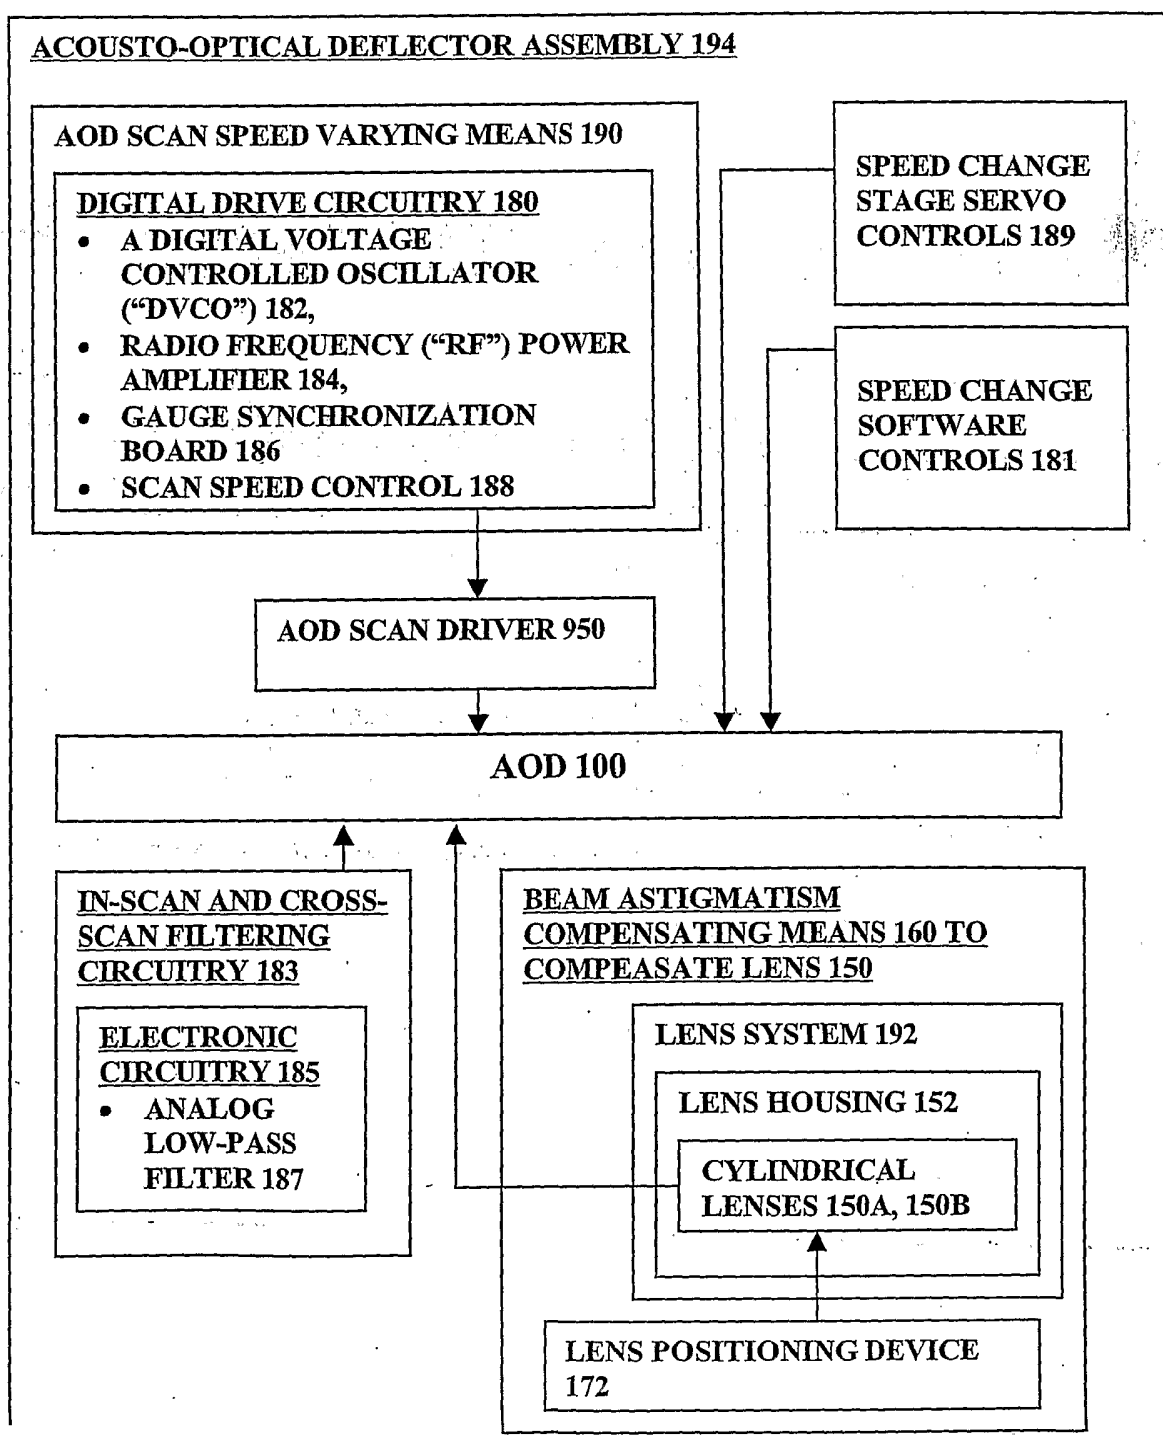 ACOUSTO-OPTICAL DEFLECTOR ASSEMBLY 194
AOD SCAN SPEED VARYING MEANS 190
DIGITAL DRIVE CIRCUITRY 180
• A DIGITAL VOLTAGE
CONTROLLED OSCILLATOR
(“DVCO”) 182,
• RADIO FREQUENCY (“RF”) POWER
AMPLIFIER 184,
• GAUGE SYNCHRONIZATION
BOARD 186
• SCAN SPEED CONTROL 188
SPEED CHANGE
STAGE SERVO
CONTROLS 189
SPEED CHANGE
SOFTWARE
CONTROLS 181
AOD SCAN DRIVER 950
AOD 100
IN-SCAN AND CROSS-
SCAN FILTERING
CIRCUITRY 183
ELECTRONIC
CIRCUITRY 185
• ANALOG
LOW-PASS
FILTER 187
BEAM ASTIGMATISM
COMPENSATING MEANS 160 TO
COMPEASATE LENS 150
LENS SYSTEM 192
LENS HOUSING 152
CYLINDRICAL
LENSES 150A, 150B
LENS POSITIONING DEVICE
172